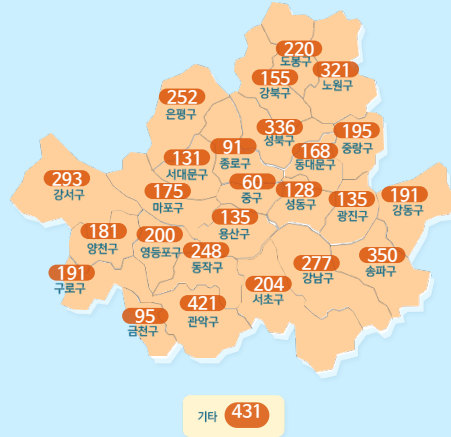 220
도봉구
155
강북구
321
노원구
252
은평구
336
성북구
195
중랑구
91
종로구
168
동대문구
131
서대문구
293
강서구
175
마포구
60
중구
128
성동구
135
광진구
191
강동구
135
용산구
181
양천구
200
영등포구
248
동작구
277
강남구
350
송파구
191
구로구
204
서초구
421
관악구
95
금천구
기타 431